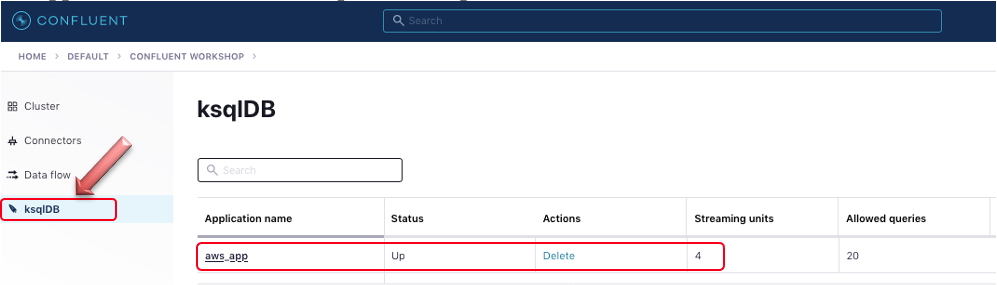 CONFLUENT
Search
HOME > DEFAULT > CONFLUENT WORKSHOP >
Cluster
Connectors
Data flow
ksqlDB
ksqlDB
Search
Application name Status Actions Streaming units Allowed queries
aws_app Up Delete 4 20